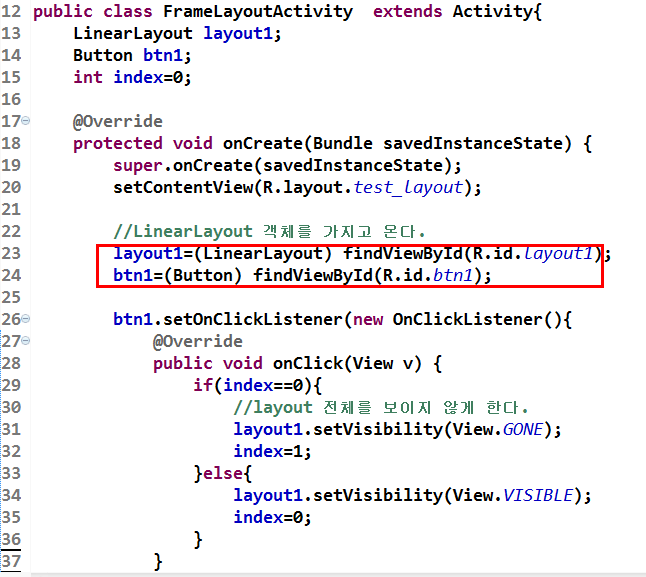 12 public class FrameLayoutActivity  extends Activity{
13     LinearLayout layout1;
14     Button btn1;
15     int index=0;
16
17     @Override
18     protected void onCreate(Bundle savedInstanceState) {
19         super.onCreate(savedInstanceState);
20         setContentView(R.layout.test_layout);
21
22         //LinearLayout 객체를 가지고 온다.
23         layout1=(LinearLayout) findViewById(R.id.layout1);
24         btn1=(Button) findViewById(R.id.btn1);
25
26         btn1.setOnClickListener(new OnClickListener(){
27             @Override
28             public void onClick(View v) {
29                 if(index==0){
30                     //layout 전체를 보이지 않게 한다.
31                     layout1.setVisibility(View.GONE);
32                     index=1;
33                 }else{
34                     layout1.setVisibility(View.VISIBLE);
35                     index=0;
36                 }
37             }